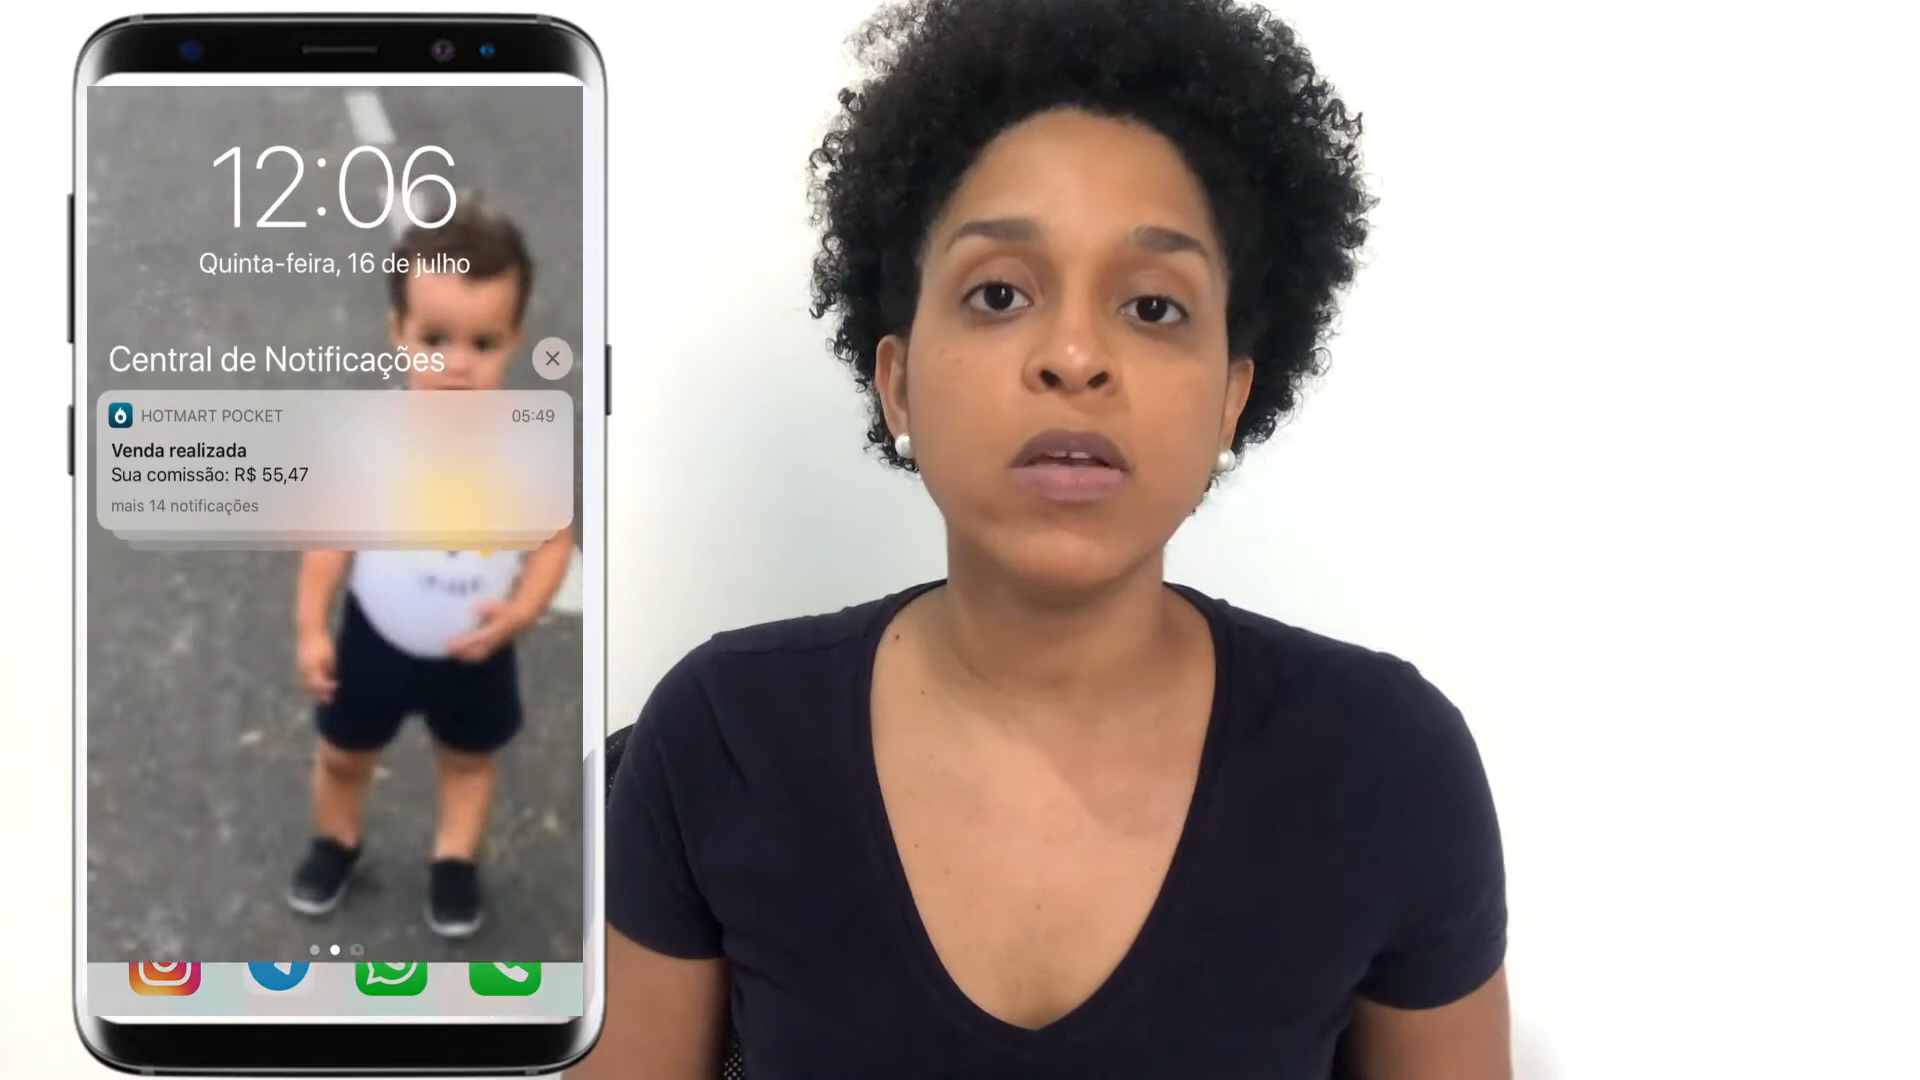 12:06
Quinta-feira, 16 de julho
Central de Notificações
HOTMART POCKET 05:49
Venda realizada
Sua comissão: R$ 55,47
mais 14 notificações